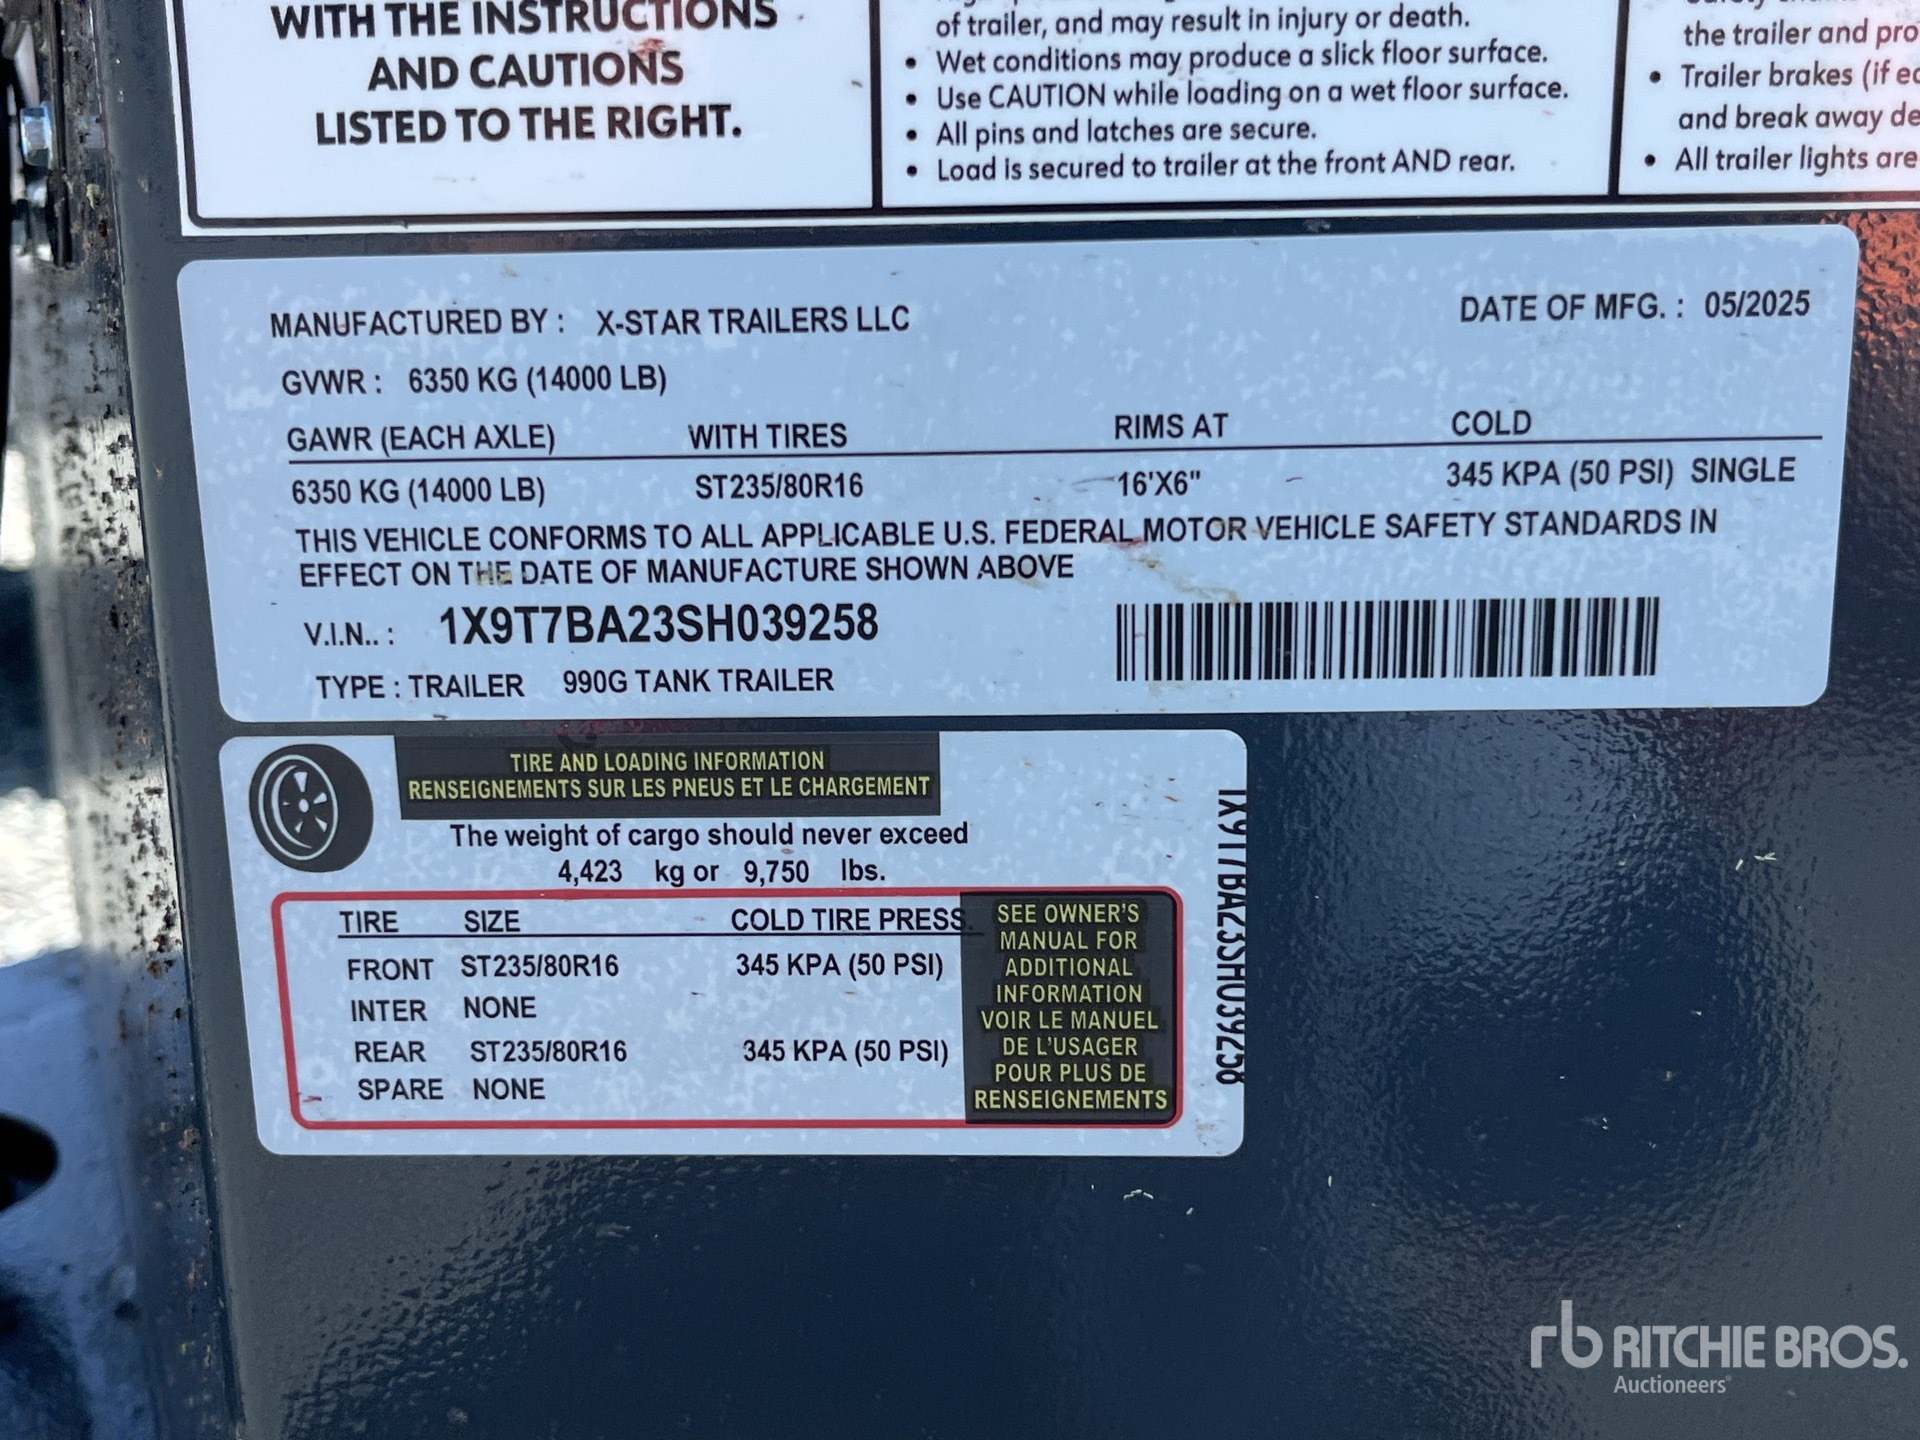 WITH THE INSTRUCTIONS
AND CAUTIONS
LISTED TO THE RIGHT.
of trailer, and may result in injury or death.
• Wet conditions may produce a slick floor surface.
• Use CAUTION while loading on a wet floor surface.
• All pins and latches are secure.
• Load is secured to trailer at the front AND rear.
the trailer and pro
• Trailer brakes (if eq
and break away de
• All trailer lights are
MANUFACTURED BY : X-STAR TRAILERS LLC
DATE OF MFG. : 05/2025
GVWR : 6350 KG (14000 LB)
GAWR (EACH AXLE) WITH TIRES RIMS AT COLD
6350 KG (14000 LB) ST235/80R16 16'X6" 345 KPA (50 PSI) SINGLE
THIS VEHICLE CONFORMS TO ALL APPLICABLE U.S. FEDERAL MOTOR VEHICLE SAFETY STANDARDS IN
EFFECT ON THE DATE OF MANUFACTURE SHOWN ABOVE
V.I.N.. : 1X9T7BA23SH039258
TYPE : TRAILER 990G TANK TRAILER
TIRE AND LOADING INFORMATION
RENSEIGNEMENTS SUR LES PNEUS ET LE CHARGEMENT
The weight of cargo should never exceed
4,423 kg or 9,750 lbs.
TIRE SIZE COLD TIRE PRESS.
FRONT ST235/80R16 345 KPA (50 PSI)
INTER NONE
REAR ST235/80R16 345 KPA (50 PSI)
SPARE NONE
SEE OWNER'S
MANUAL FOR
ADDITIONAL
INFORMATION
VOIR LE MANUEL
DE L'USAGER
POUR PLUS DE
RENSEIGNEMENTS
1X9T7BA23SH039258
rb RITCHIE BROS.
Auctioneers